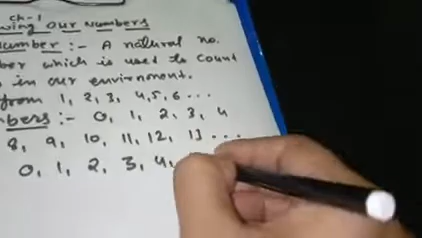 ch-1
wing Our Numbers
umber :- A natural no.
ber which is used to count
in our environment.
from 1, 2, 3, 4, 5, 6 ...
bers :- 0, 1, 2, 3, 4
8, 9, 10, 11, 12, 13 ...
0, 1, 2, 3, 4,